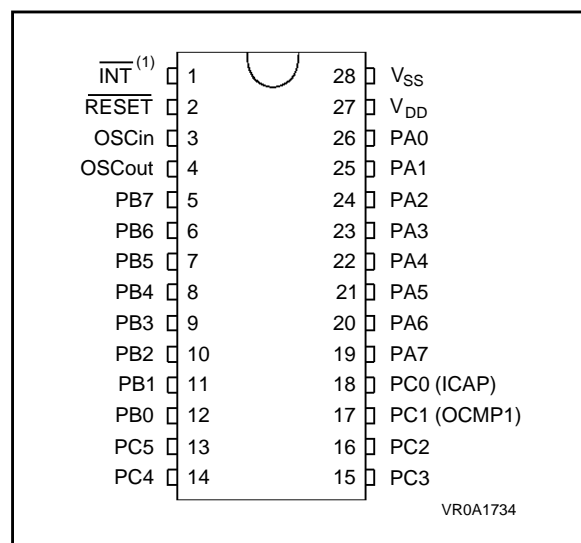 INT (1) 1 28 VSS
RESET 2 27 VDD
OSCin 3 26 PA0
OSCout 4 25 PA1
PB7 5 24 PA2
PB6 6 23 PA3
PB5 7 22 PA4
PB4 8 21 PA5
PB3 9 20 PA6
PB2 10 19 PA7
PB1 11 18 PC0 (ICAP)
PB0 12 17 PC1 (OCMP1)
PC5 13 16 PC2
PC4 14 15 PC3
VR0A1734